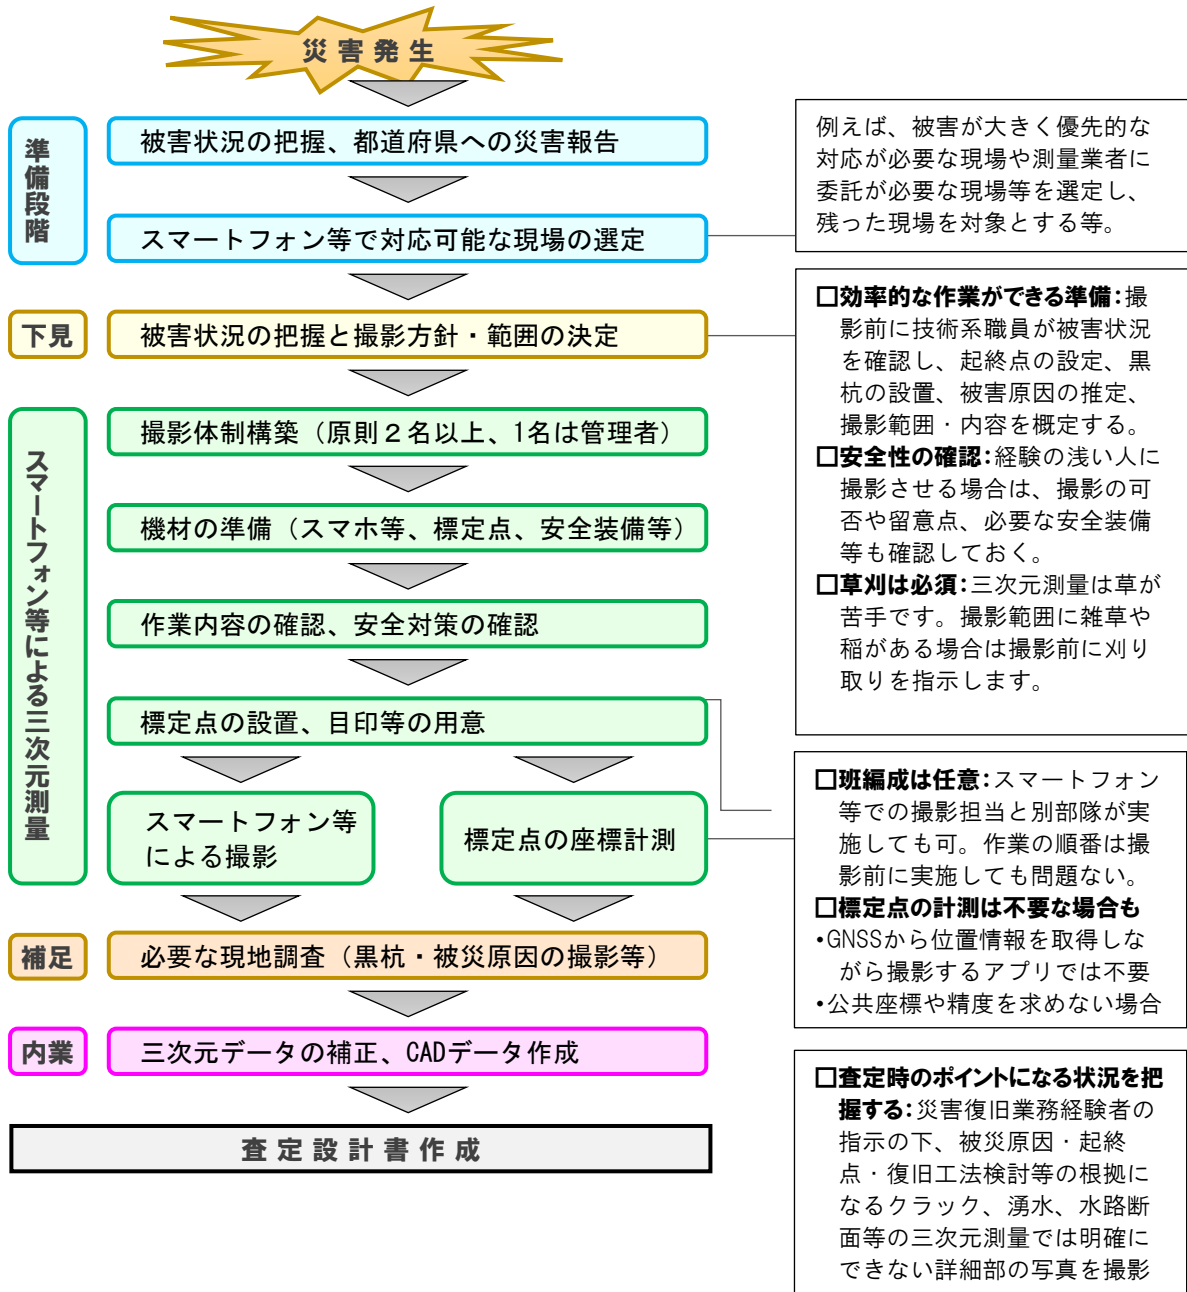 災害発生
準備段階
被害状況の把握、都道府県への災害報告
スマートフォン等で対応可能な現場の選定
例えば、被害が大きく優先的な
対応が必要な現場や測量業者に
委託が必要な現場等を選定し、
残った現場を対象とする等。
下見
被害状況の把握と撮影方針・範囲の決定
□効率的な作業ができる準備：撮
影前に技術系職員が被害状況
を確認し、起終点の設定、黒
杭の設置、被害原因の推定、
撮影範囲・内容を概定する。
□安全性の確認：経験の浅い人に
撮影させる場合は、撮影の可
否や留意点、必要な安全装備
等も確認しておく。
□草刈は必須：三次元測量は草が
苦手です。撮影範囲に雑草や
稲がある場合は撮影前に刈り
取りを指示します。
スマートフォン等による三次元測量
撮影体制構築（原則２名以上、1名は管理者）
機材の準備（スマホ等、標定点、安全装備等）
作業内容の確認、安全対策の確認
標定点の設置、目印等の用意
スマートフォン等
による撮影
標定点の座標計測
□班編成は任意：スマートフォン
等での撮影担当と別部隊が実
施しても可。作業の順番は撮
影前に実施しても問題ない。
□標定点の計測は不要な場合も
・GNSSから位置情報を取得しな
がら撮影するアプリでは不要
・公共座標や精度を求めない場合
補足
必要な現地調査（黒杭・被災原因の撮影等）
内業
三次元データの補正、CADデータ作成
査定設計書作成
□査定時のポイントになる状況を把
握する：災害復旧業務経験者の
指示の下、被災原因・起終
点・復旧工法検討等の根拠に
なるクラック、湧水、水路断
面等の三次元測量では明確に
できない詳細部の写真を撮影